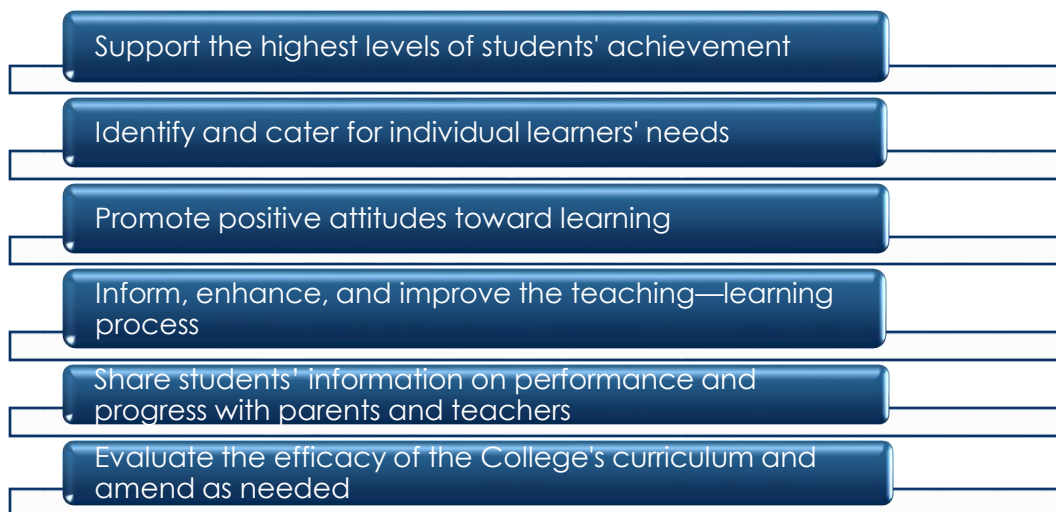 Support the highest levels of students' achievement
Identify and cater for individual learners' needs
Promote positive attitudes toward learning
Inform, enhance, and improve the teaching—learning
process
Share students’ information on performance and
progress with parents and teachers
Evaluate the efficacy of the College's curriculum and
amend as needed